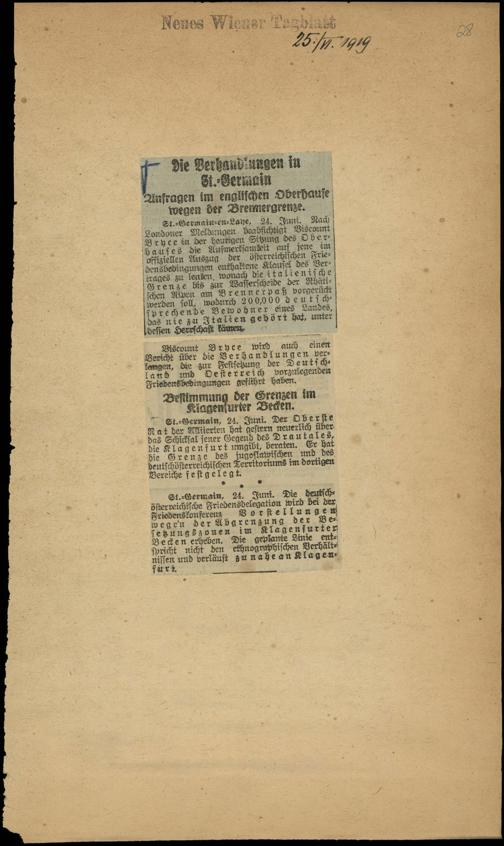 Neues Wiener Tagblatt
25./VI. 1919
28
Die Verhandlungen in
St.-Germain
Anfragen im englischen Oberhause
wegen der Brennergrenze.
St.-Germain-en-Laye, 24. Juni. Nach
Londoner Meldungen beabsichtigt Viscount
Bryce in der heutigen Sitzung des Ober-
hauses die Aufmerksamkeit auf jene im
offiziellen Auszug der österreichischen Frie-
densbedingungen enthaltene Klausel des Ver-
trages zu lenken, wonach die italienische
Grenze bis zur Wasserscheide der Rhäti-
schen Alpen am Brennerpaß vorgerückt
werden soll, wodurch 200,000 deutsch-
sprechende Bewohner eines Landes,
das nie zu Italien gehört hat, unter
dessen Herrschaft kämen.
Viscount Bryce wird auch einen
Bericht über die Verhandlungen ver-
langen, die zur Festsetzung der Deutsch-
land und Oesterreich vorzulegenden
Friedensbedingungen geführt haben.
Bestimmung der Grenzen im
Klagenfurter Becken.
St.-Germain, 24. Juni. Der Oberste
Rat der Alliierten hat gestern neuerlich über
das Schicksal jener Gegend des Drautales,
die Klagenfurt umgibt, beraten. Er hat
die Grenze des jugoslawischen und des
deutschösterreichischen Territoriums im dortigen
Bereiche festgelegt.
* * *
St.-Germain, 24. Juni. Die deutsch-
österreichische Friedensdelegation wird bei der
Friedenskonferenz Vorstellungen
wegen der Abgrenzung der Be-
setzungszonen im Klagenfurter
Becken erheben. Die geplante Linie ent-
spricht nicht den ethnographischen Verhält-
nissen und verläuft zu nahe an Klagen-
furt.